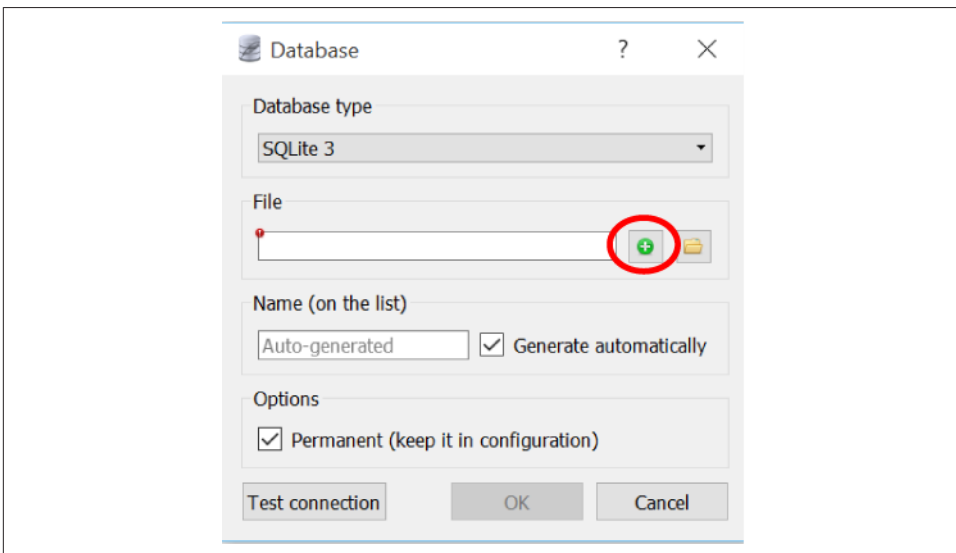 Database ?
Database type
SQLite 3
File
Name (on the list)
Auto-generated Generate automatically
Options
Permanent (keep it in configuration)
Test connection OK Cancel